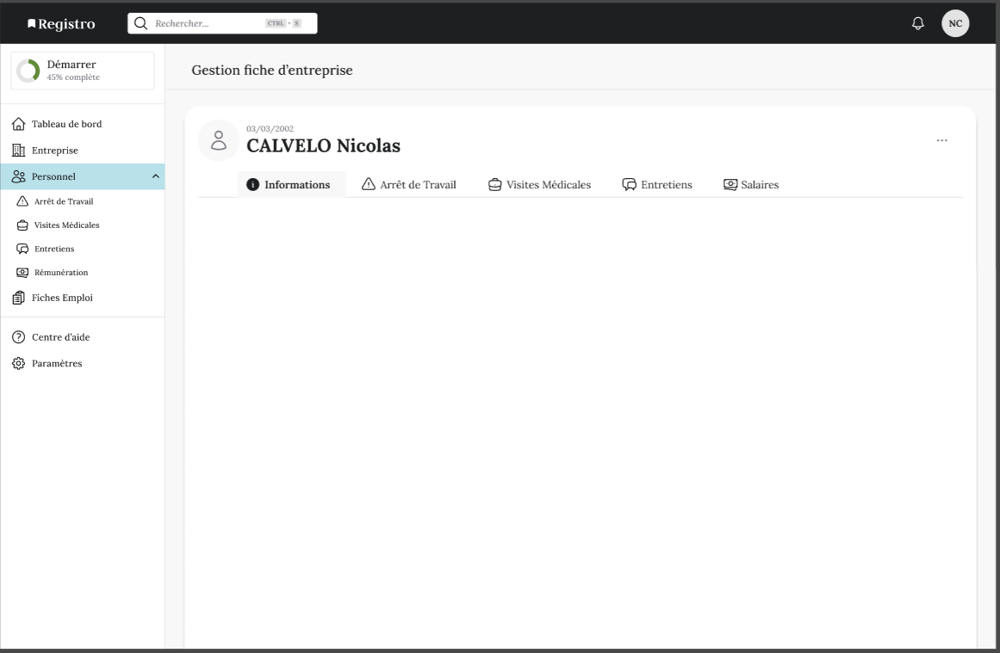 Registro
Rechercher...
CTRL + S
NC
Démarrer
45% complète
Tableau de bord
Entreprise
Personnel
Arrêt de Travail
Visites Médicales
Entretiens
Rémunération
Fiches Emploi
Centre d'aide
Paramètres
Gestion fiche d'entreprise
03/03/2002
CALVELO Nicolas
Informations
Arrêt de Travail
Visites Médicales
Entretiens
Salaires